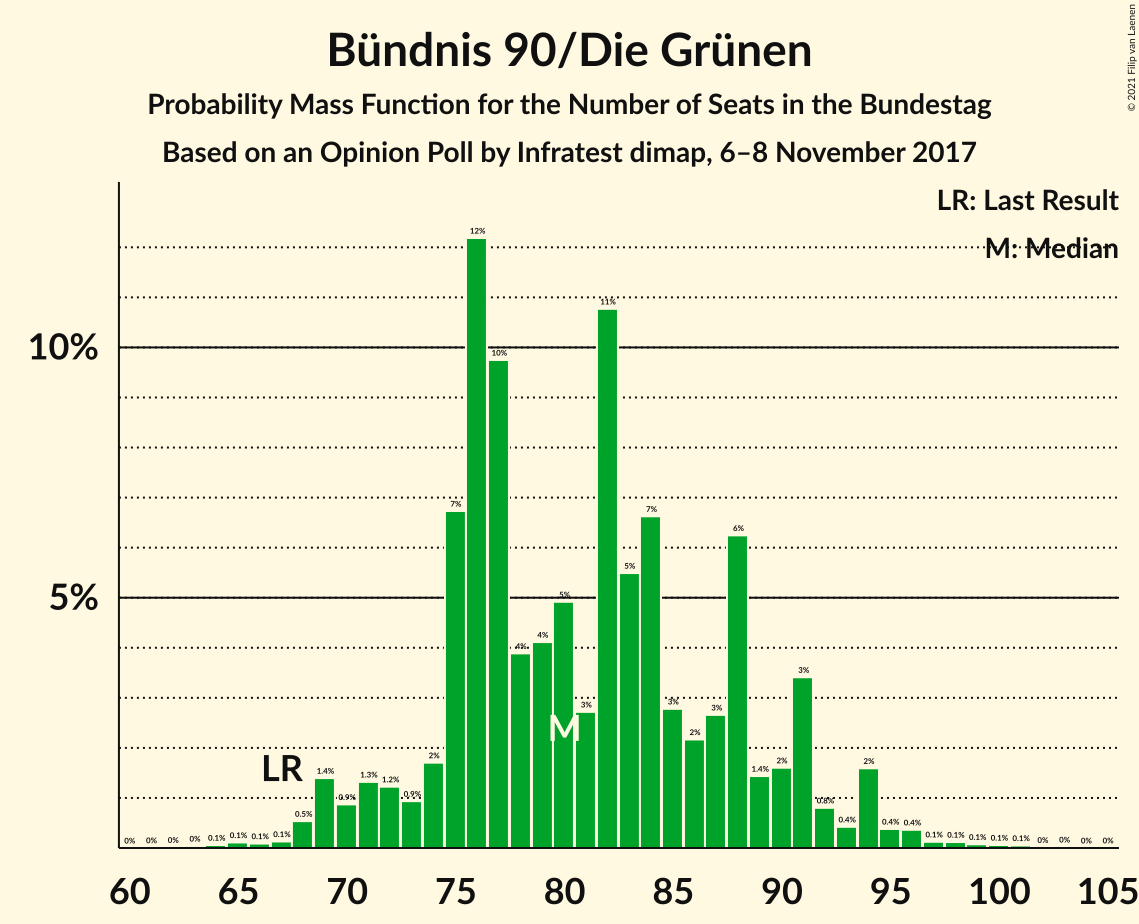 Bündnis 90/Die Grünen
Probability Mass Function for the Number of Seats in the Bundestag
Based on an Opinion Poll by Infratest dimap, 6–8 November 2017
© 2021 Filip van Laenen
LR: Last Result
M: Median
10%
5%
0% 0% 0% 0% 0.1% 0.1% 0.1% 0.1% 0.5% 1.4% 0.9% 1.3% 1.2% 0.9% 2% 7% 12% 10% 4% 4% 5% 3% 11% 5% 7% 3% 2% 3% 6% 1.4% 2% 3% 0.8% 0.4% 2% 0.4% 0.4% 0.1% 0.1% 0.1% 0.1% 0.1% 0% 0% 0% 0%
LR
M
60 65 70 75 80 85 90 95 100 105